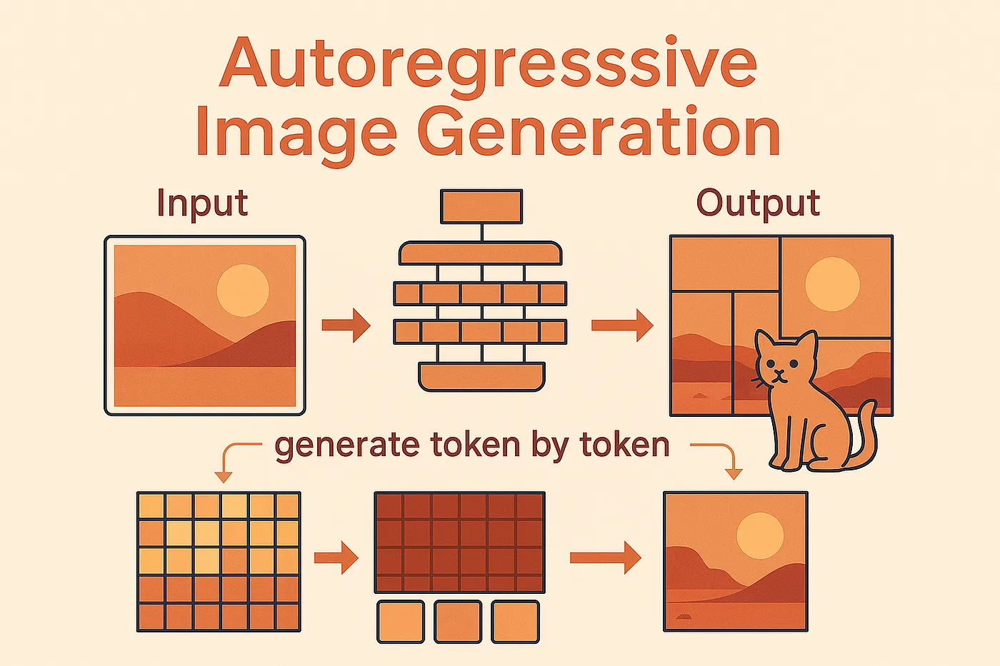 Autoregresssive
Image Generation
Input
Output
generate token by token